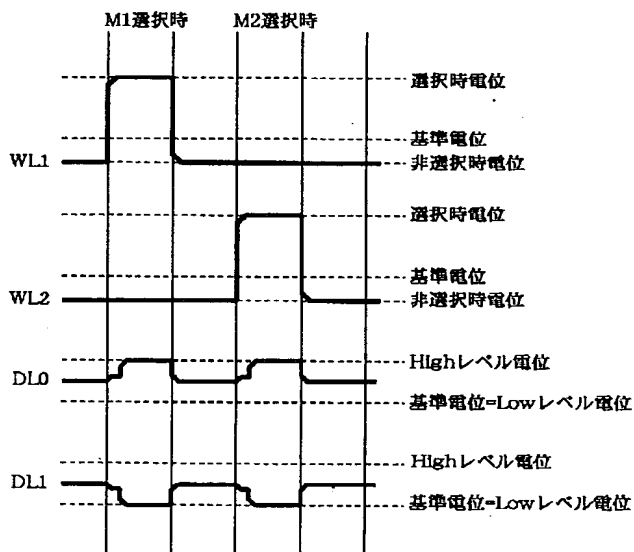 M1選択時 M2選択時
選択時電位
基準電位
WL1 非選択時電位
選択時電位
基準電位
WL2 非選択時電位
Highレベル電位
DL0
基準電位=Lowレベル電位
Highレベル電位
DL1
基準電位=Lowレベル電位